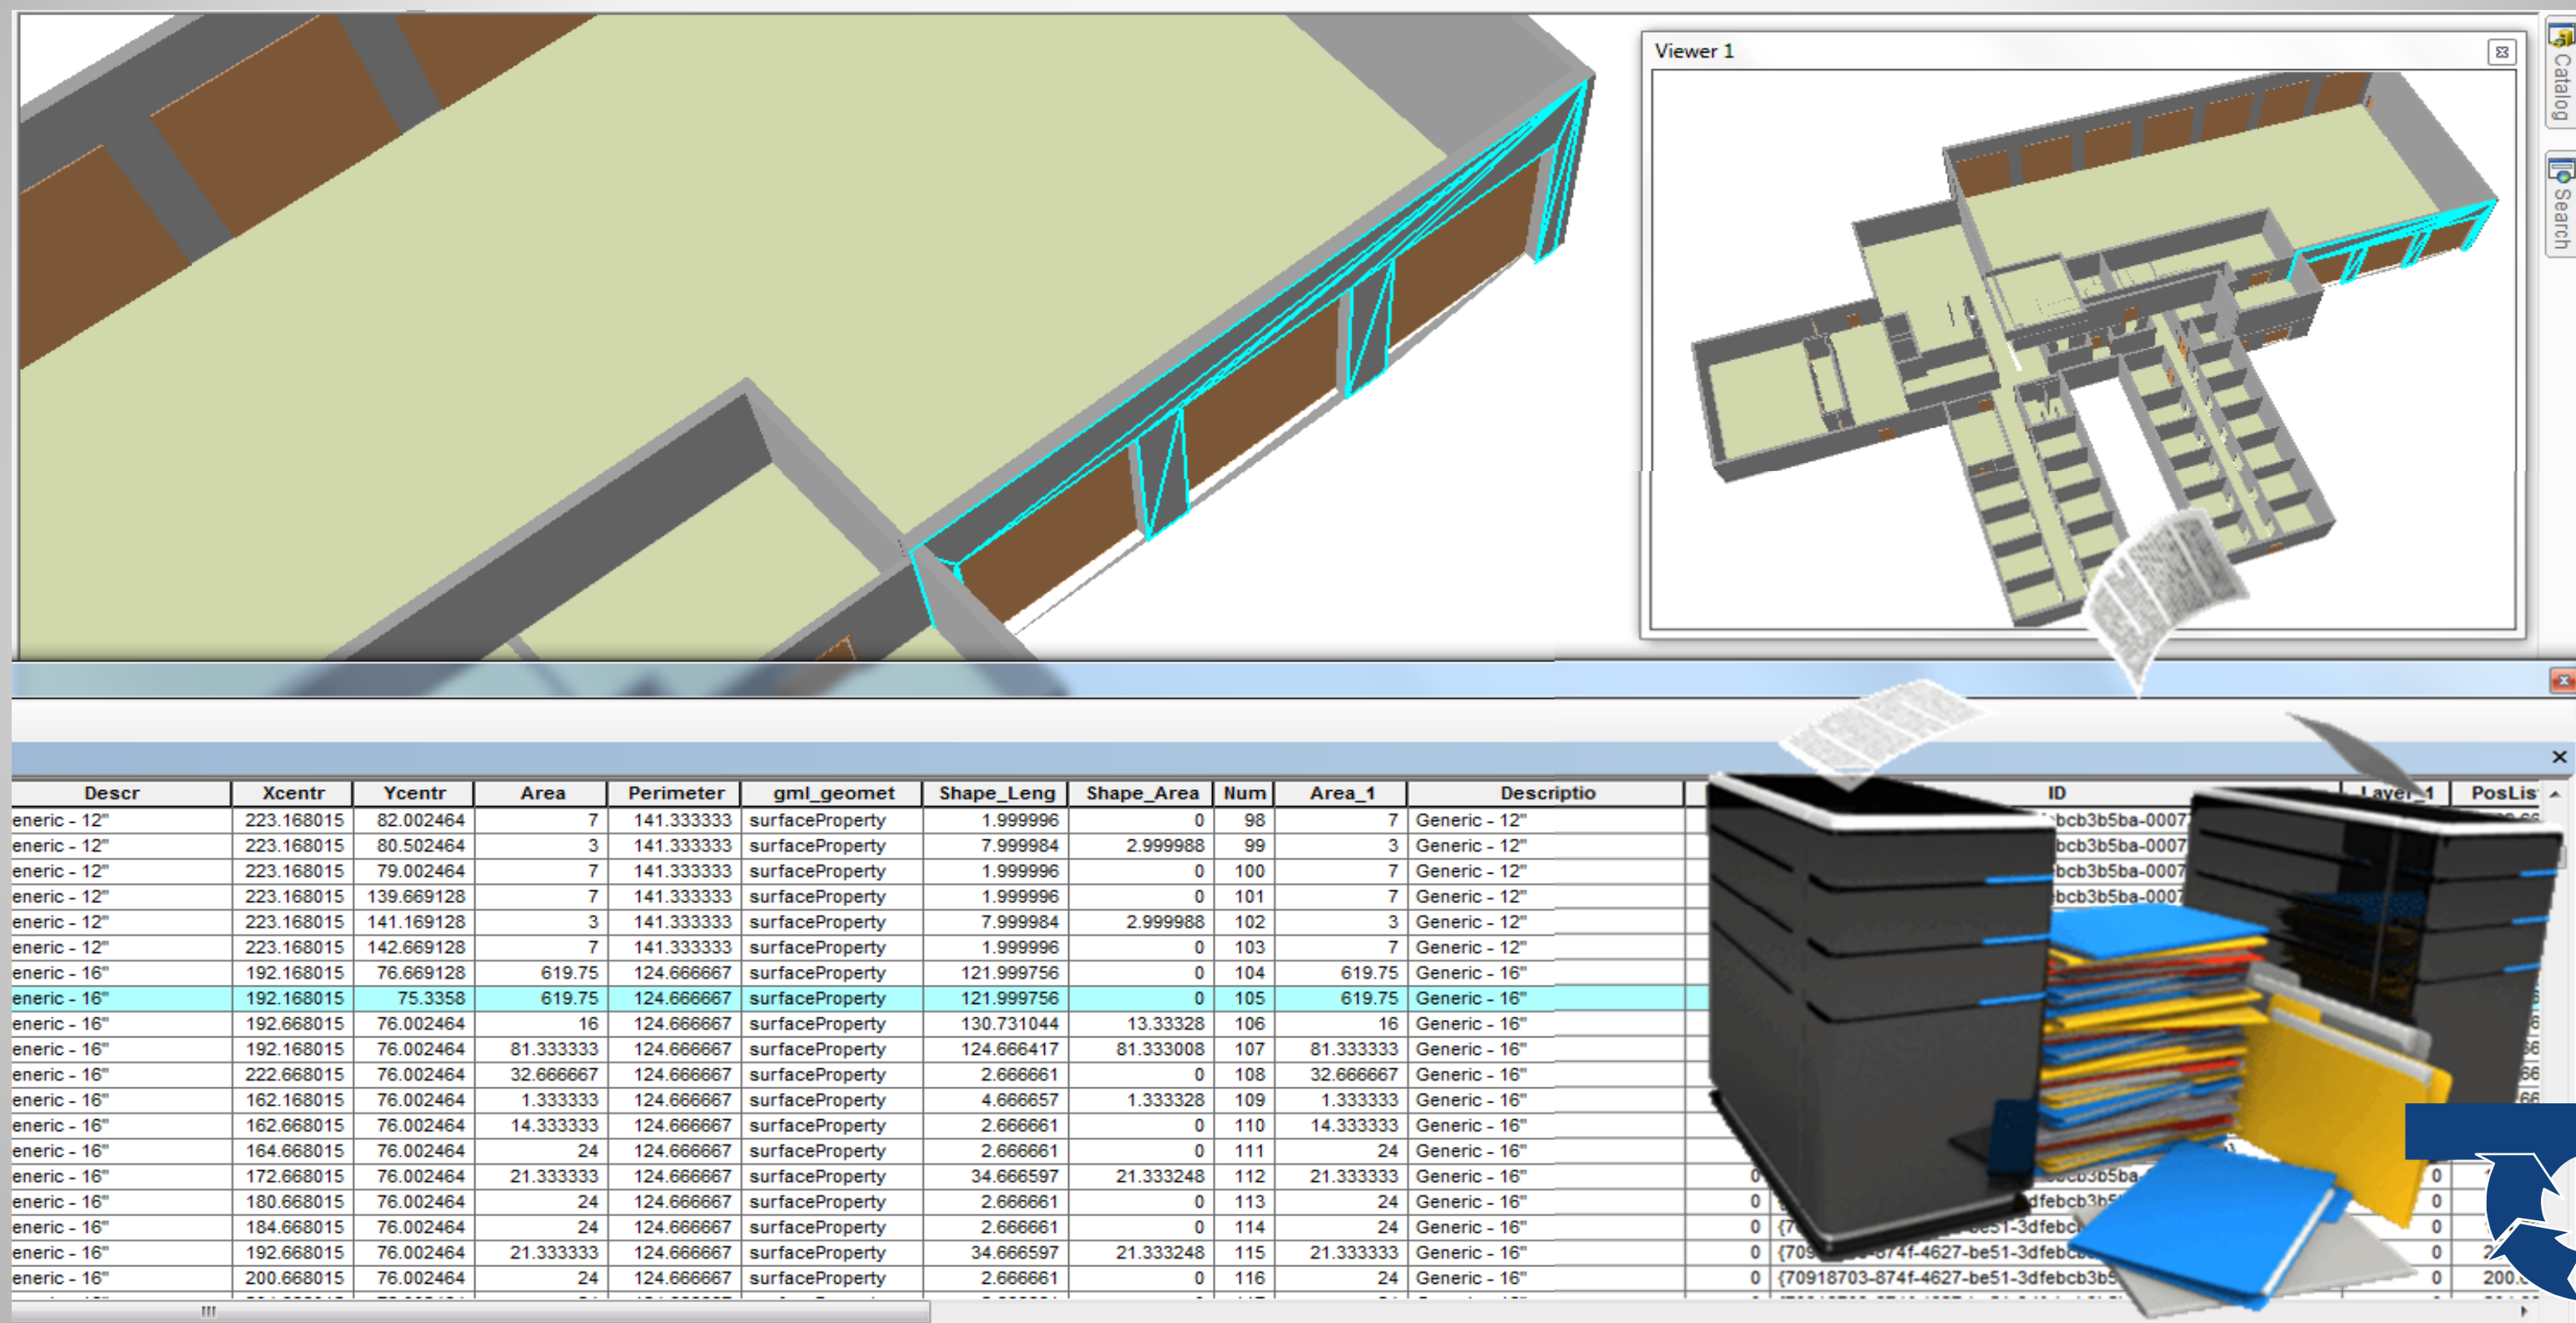 Viewer 1
Catalog
Search
Descr Xcentr Ycentr Area Perimeter gml_geomet Shape_Leng Shape_Area Num Area_1 Descriptio ID Layer_1 PosLis
eneric - 12" 223.168015 82.002464 7 141.333333 surfaceProperty 1.999996 0 98 7 Generic - 12"
eneric - 12" 223.168015 80.502464 3 141.333333 surfaceProperty 7.999984 2.999988 99 3 Generic - 12" bcb3b5ba-0007
eneric - 12" 223.168015 79.002464 7 141.333333 surfaceProperty 1.999996 0 100 7 Generic - 12" bcb3b5ba-0007
eneric - 12" 223.168015 139.669128 7 141.333333 surfaceProperty 1.999996 0 101 7 Generic - 12" bcb3b5ba-0007
eneric - 12" 223.168015 141.169128 3 141.333333 surfaceProperty 7.999984 2.999988 102 3 Generic - 12"
eneric - 12" 223.168015 142.669128 7 141.333333 surfaceProperty 1.999996 0 103 7 Generic - 12"
eneric - 16" 192.168015 76.669128 619.75 124.666667 surfaceProperty 121.999756 0 104 619.75 Generic - 16"
eneric - 16" 192.168015 75.3358 619.75 124.666667 surfaceProperty 121.999756 0 105 619.75 Generic - 16"
eneric - 16" 192.668015 76.002464 16 124.666667 surfaceProperty 130.731044 13.33328 106 16 Generic - 16"
eneric - 16" 192.168015 76.002464 81.333333 124.666667 surfaceProperty 124.666417 81.333008 107 81.333333 Generic - 16"
eneric - 16" 222.668015 76.002464 32.666667 124.666667 surfaceProperty 2.666661 0 108 32.666667 Generic - 16"
eneric - 16" 162.168015 76.002464 1.333333 124.666667 surfaceProperty 4.666657 1.333328 109 1.333333 Generic - 16"
eneric - 16" 162.668015 76.002464 14.333333 124.666667 surfaceProperty 2.666661 0 110 14.333333 Generic - 16"
eneric - 16" 164.668015 76.002464 24 124.666667 surfaceProperty 2.666661 0 111 24 Generic - 16"
eneric - 16" 172.668015 76.002464 21.333333 124.666667 surfaceProperty 34.666597 21.333248 112 21.333333 Generic - 16" 0 0
eneric - 16" 180.668015 76.002464 24 124.666667 surfaceProperty 2.666661 0 113 24 Generic - 16" 0 0
eneric - 16" 184.668015 76.002464 24 124.666667 surfaceProperty 2.666661 0 114 24 Generic - 16" 0 0
eneric - 16" 192.668015 76.002464 21.333333 124.666667 surfaceProperty 34.666597 21.333248 115 21.333333 Generic - 16" 0 0
eneric - 16" 200.668015 76.002464 24 124.666667 surfaceProperty 2.666661 0 116 24 Generic - 16" 0 {70918703-874f-4627-be51-3dfebcb3b5 0 200.